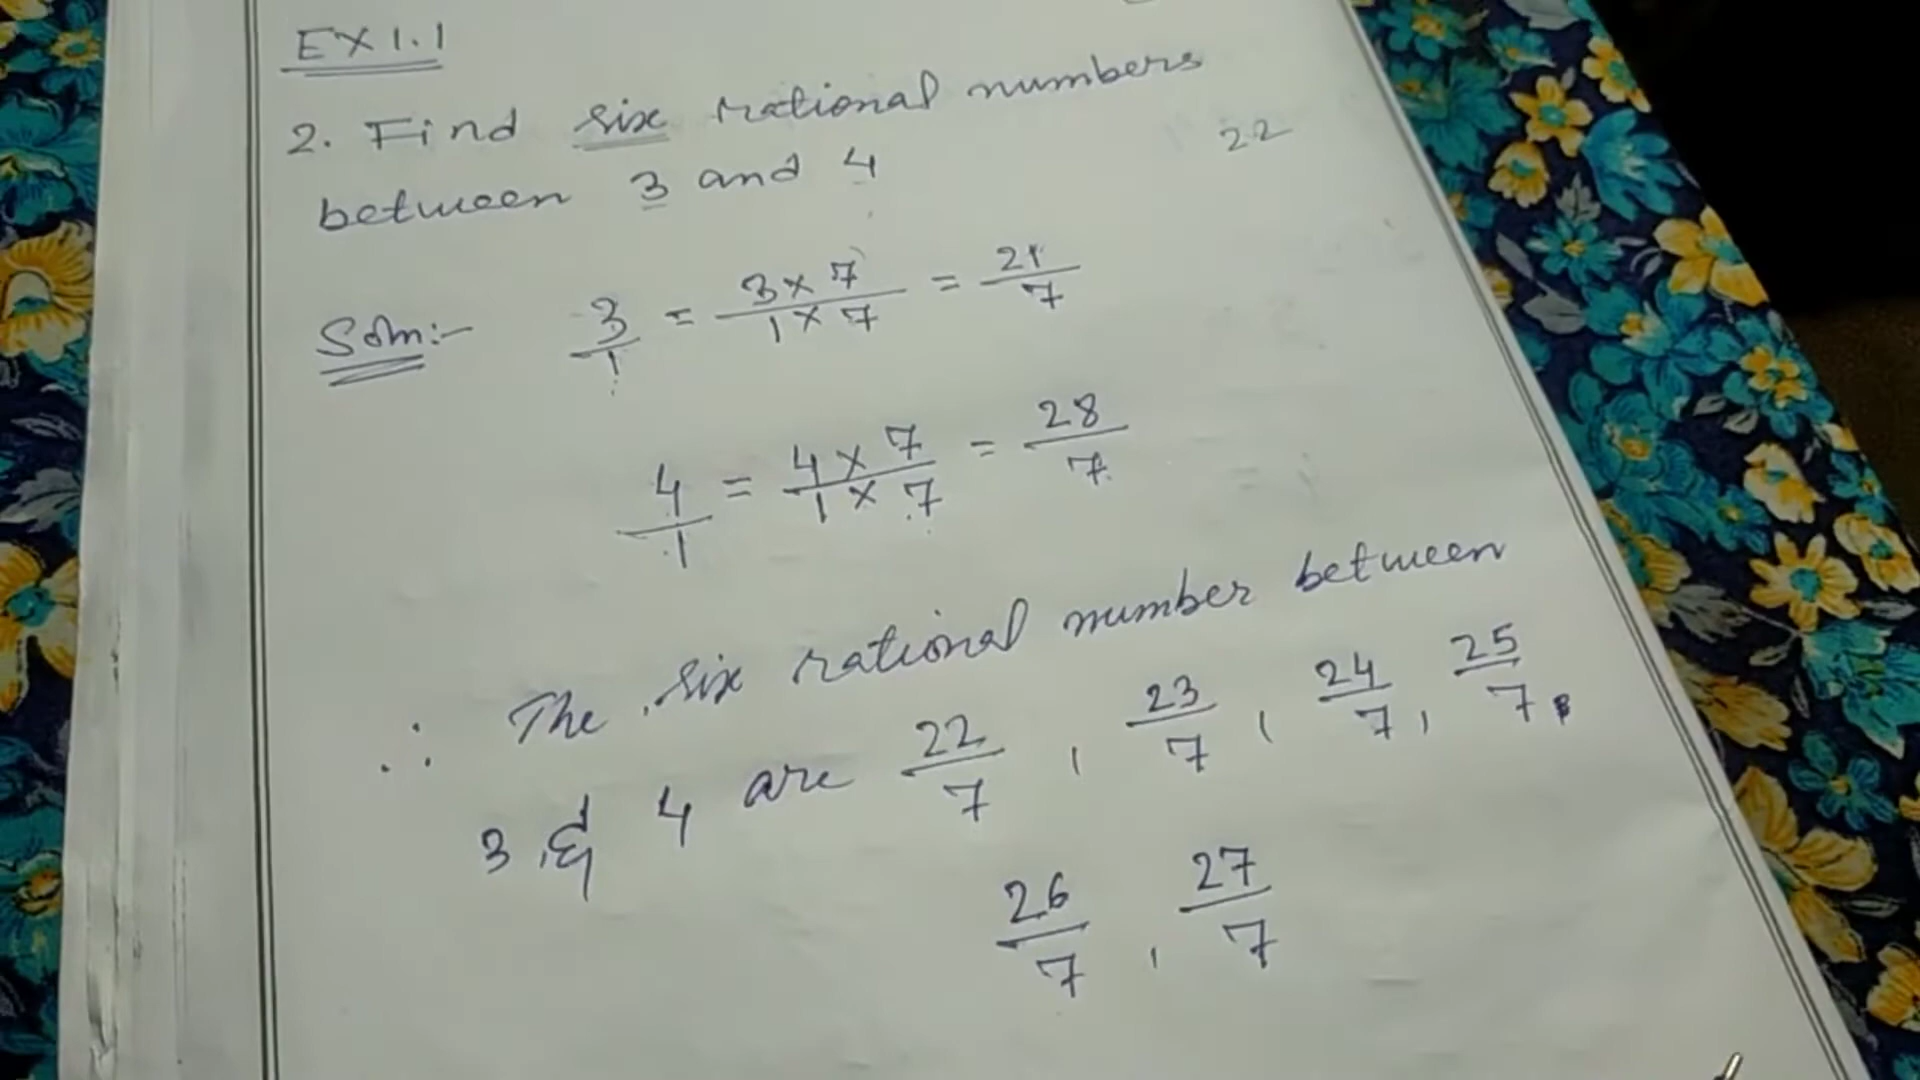 EX 1.1
2. Find six rational numbers
22
between 3 and 4
Soln:- 3/1 = 3 x 7 / 1 x 7 = 21/7
4/1 = 4 x 7 / 1 x 7 = 28/7
∴ The six rational number between
3 & 4 are 22/7, 23/7, 24/7, 25/7,
26/7, 27/7